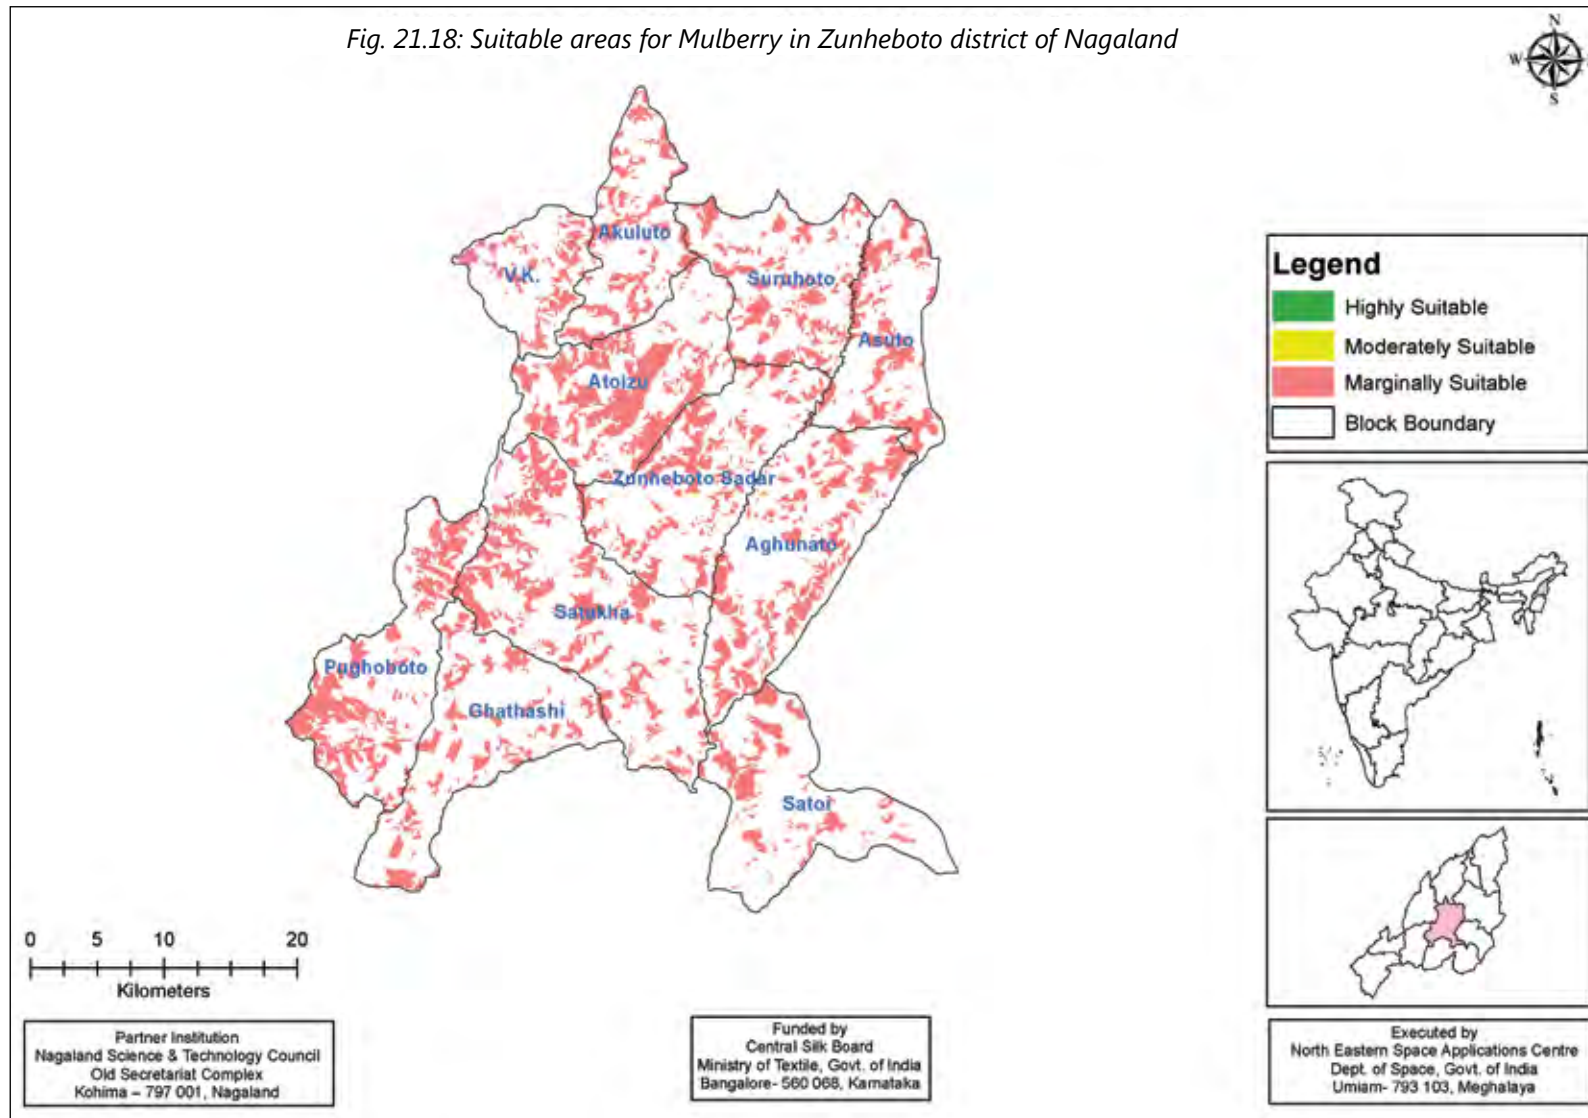 Fig. 21.18: Suitable areas for Mulberry in Zunheboto district of Nagaland
N
W
S
Akuluto
V.K.
Suruhoto
Asuto
Atoizu
Zunheboto Sadar
Aghunato
Satukha
Pughoboto
Ghathashi
Satoi
Legend
Highly Suitable
Moderately Suitable
Marginally Suitable
Block Boundary
0 5 10 20
Kilometers
Partner Institution
Nagaland Science & Technology Council
Old Secretariat Complex
Kohima – 797 001, Nagaland
Funded by
Central Silk Board
Ministry of Textile, Govt. of India
Bangalore- 560 068, Karnataka
Executed by
North Eastern Space Applications Centre
Dept. of Space, Govt. of India
Umiam- 793 103, Meghalaya